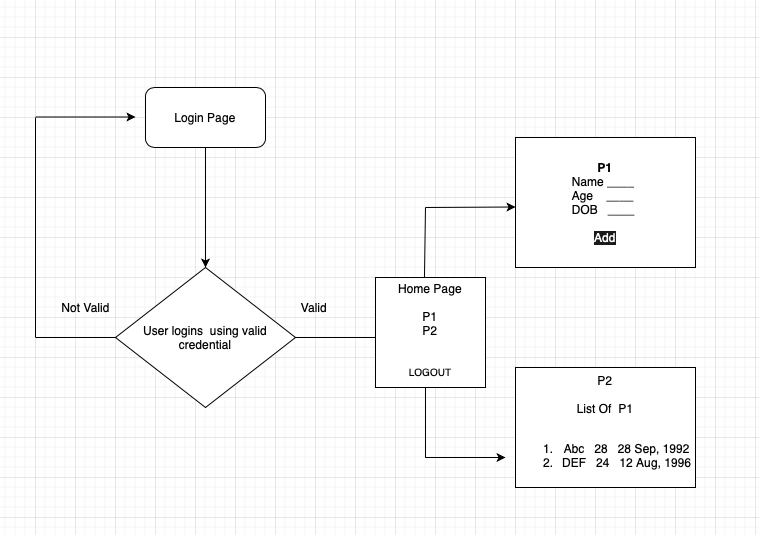 Login Page
Not Valid
User logins using valid
credential
Valid
Home Page
P1
P2
LOGOUT
P1
Name ____
Age ____
DOB ____
Add
P2
List Of P1
1. Abc 28 28 Sep, 1992
2. DEF 24 12 Aug, 1996